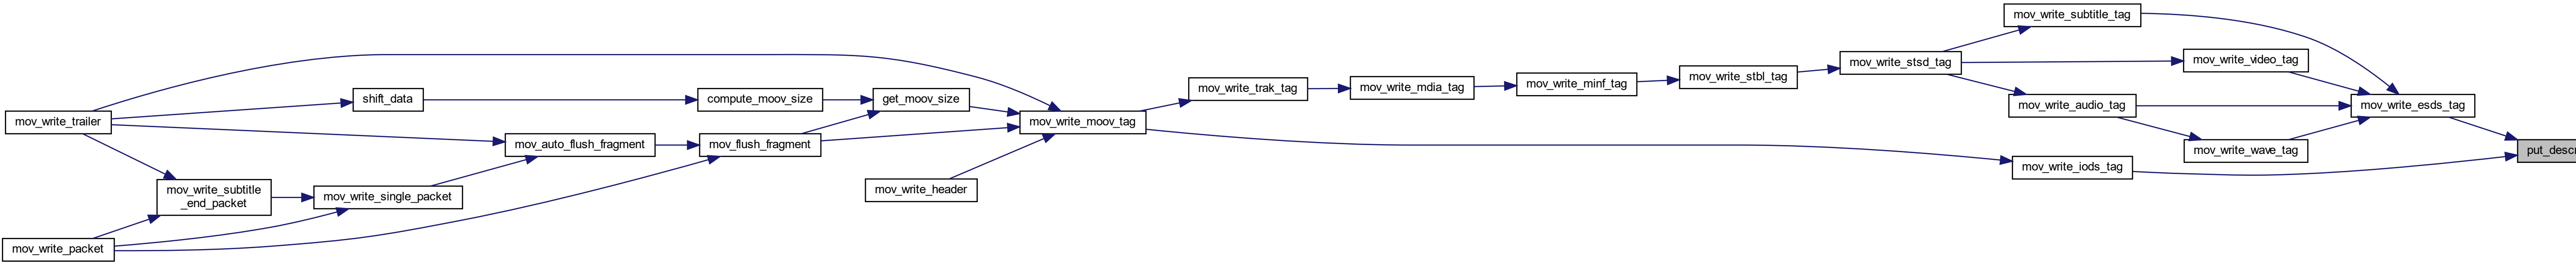 mov_write_subtitle_tag
mov_write_video_tag
mov_write_stsd_tag
mov_write_stbl_tag
mov_write_minf_tag
mov_write_mdia_tag
mov_write_trak_tag
shift_data
compute_moov_size
get_moov_size
mov_write_audio_tag
mov_write_esds_tag
mov_write_trailer
mov_write_moov_tag
mov_auto_flush_fragment
mov_flush_fragment
mov_write_wave_tag
put_descr
mov_write_iods_tag
mov_write_header
mov_write_subtitle
_end_packet
mov_write_single_packet
mov_write_packet